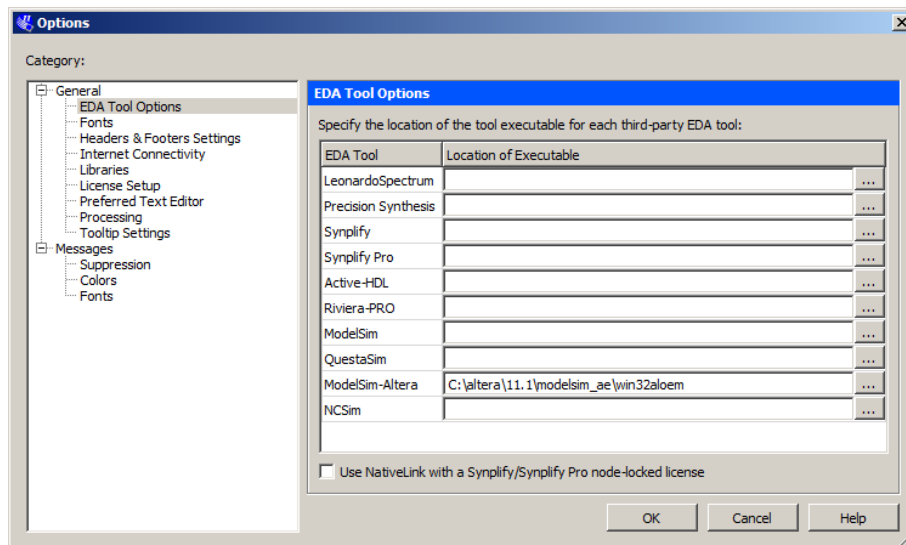 Options
Category:
General
EDA Tool Options
Fonts
Headers & Footers Settings
Internet Connectivity
Libraries
License Setup
Preferred Text Editor
Processing
Tooltip Settings
Messages
Suppression
Colors
Fonts
EDA Tool Options
Specify the location of the tool executable for each third-party EDA tool:
EDA Tool Location of Executable
LeonardoSpectrum ...
Precision Synthesis ...
Synplify ...
Synplify Pro ...
Active-HDL ...
Riviera-PRO ...
ModelSim ...
QuestaSim ...
ModelSim-Altera C:\altera\11.1\modelsim_ae\win32aloem ...
NCSim ...
Use NativeLink with a Synplify/Synplify Pro node-locked license
OK Cancel Help